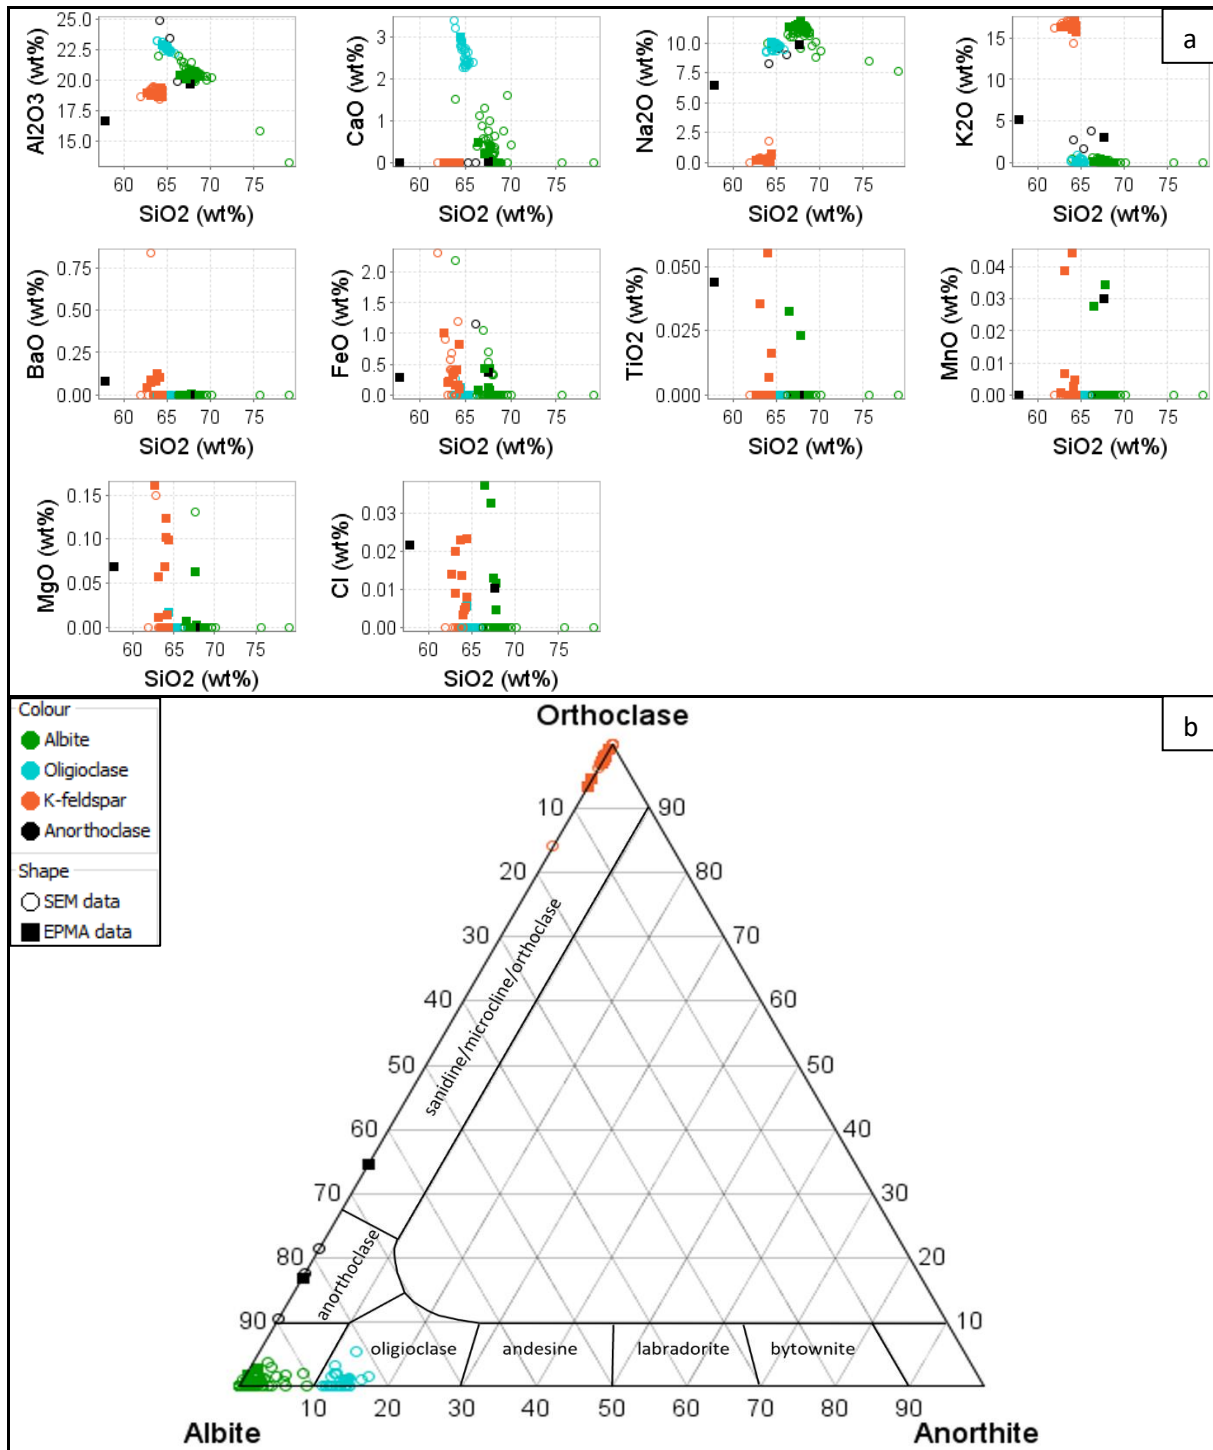 a
25.0
22.5
20.0
17.5
15.0
Al2O3 (wt%)
60 65 70 75
SiO2 (wt%)
3
2
1
0
CaO (wt%)
60 65 70 75
SiO2 (wt%)
10.0
7.5
5.0
2.5
0.0
Na2O (wt%)
60 65 70 75
SiO2 (wt%)
15
10
5
0
K2O (wt%)
60 65 70 75
SiO2 (wt%)
0.75
0.50
0.25
0.00
BaO (wt%)
60 65 70 75
SiO2 (wt%)
2.0
1.5
1.0
0.5
0.0
FeO (wt%)
60 65 70 75
SiO2 (wt%)
0.050
0.025
0.000
TiO2 (wt%)
60 65 70 75
SiO2 (wt%)
0.04
0.03
0.02
0.01
0.00
MnO (wt%)
60 65 70 75
SiO2 (wt%)
0.15
0.10
0.05
0.00
MgO (wt%)
60 65 70 75
SiO2 (wt%)
0.03
0.02
0.01
0.00
Cl (wt%)
60 65 70 75
SiO2 (wt%)
b
Colour
Albite
Oligioclase
K-feldspar
Anorthoclase
Shape
SEM data
EPMA data
Orthoclase
10 90
20 80
30 70
40 60
50 50
60 40
70 30
80 20
90 10
sanidine/microcline/orthoclase
anorthoclase
oligioclase andesine labradorite bytownite
10 20 30 40 50 60 70 80 90
Albite Anorthite